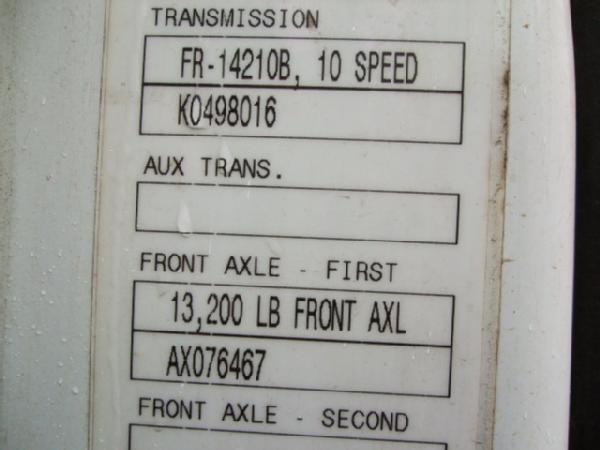 TRANSMISSION
FR-14210B, 10 SPEED
K0498016
AUX TRANS.
FRONT AXLE - FIRST
13,200 LB FRONT AXL
AX076467
FRONT AXLE - SECOND